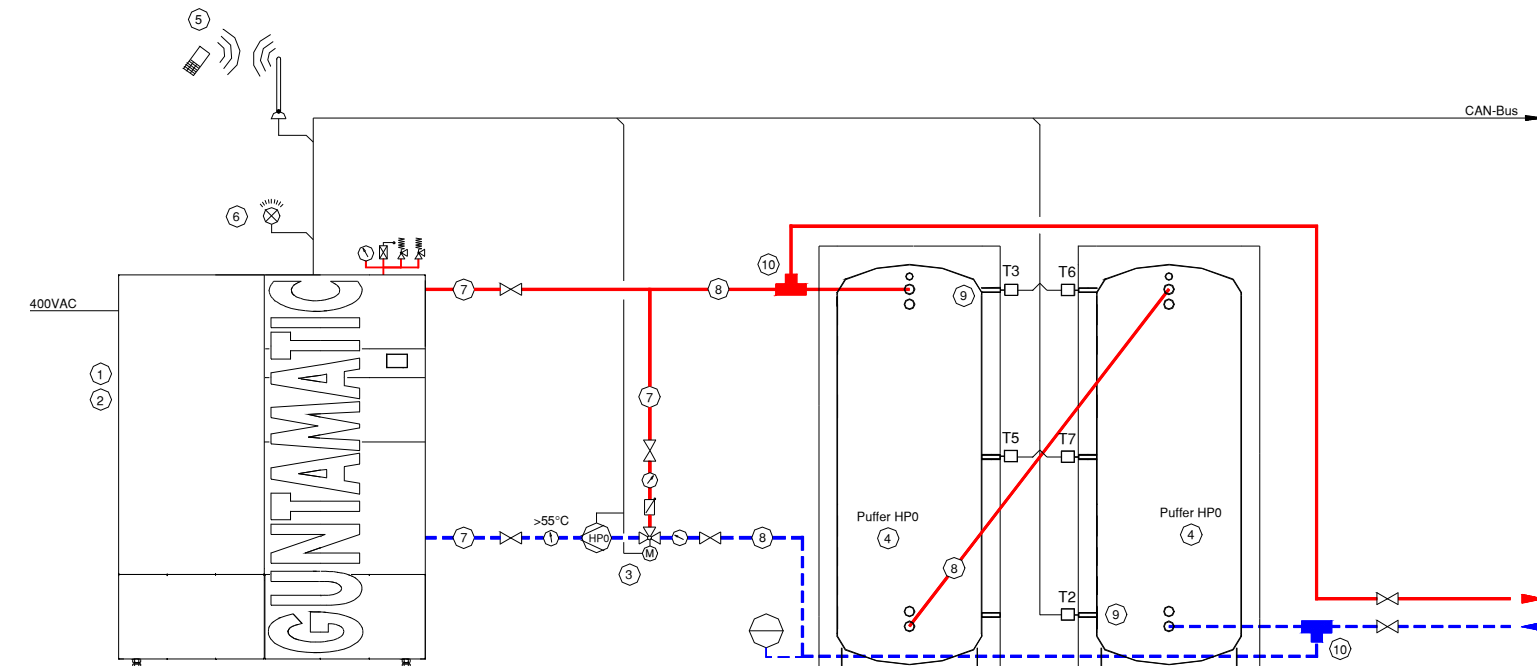 5
CAN-Bus
6
10
T3
T6
7
8
9
400VAC
GUNTAMATIC
1
2
7
T5
T7
Puffer HP0
4
Puffer HP0
4
>55°C
7
HP0
M
8
3
8
T2
9
10